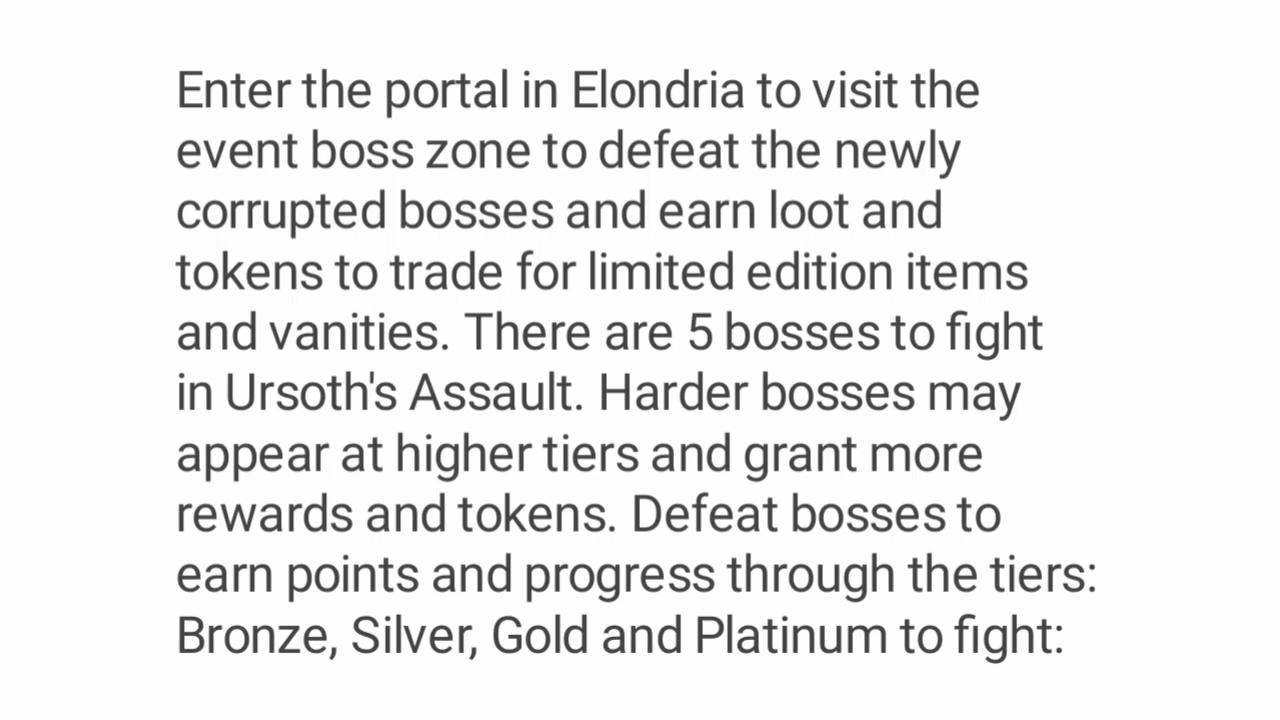 Enter the portal in Elondria to visit the
event boss zone to defeat the newly
corrupted bosses and earn loot and
tokens to trade for limited edition items
and vanities. There are 5 bosses to fight
in Ursoth's Assault. Harder bosses may
appear at higher tiers and grant more
rewards and tokens. Defeat bosses to
earn points and progress through the tiers:
Bronze, Silver, Gold and Platinum to fight: